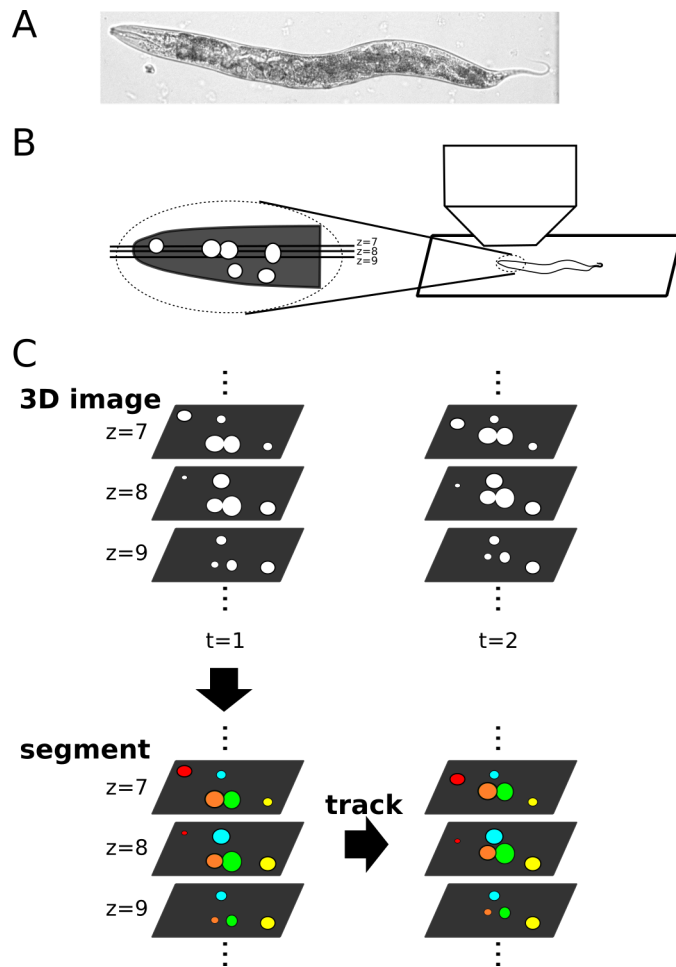 A
B
z=7
z=8
z=9
C
3D image
z=7
z=8
z=9
t=1
t=2
segment
z=7
track
z=8
z=9